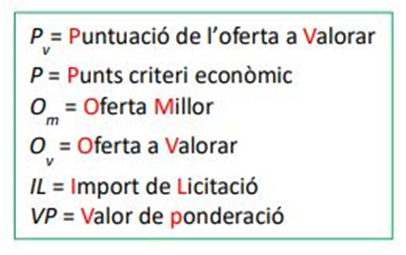 Pv = Puntuació de l'oferta a Valorar
P = Punts criteri econòmic
Om = Oferta Millor
Ov = Oferta a Valorar
IL = Import de Licitació
VP = Valor de ponderació